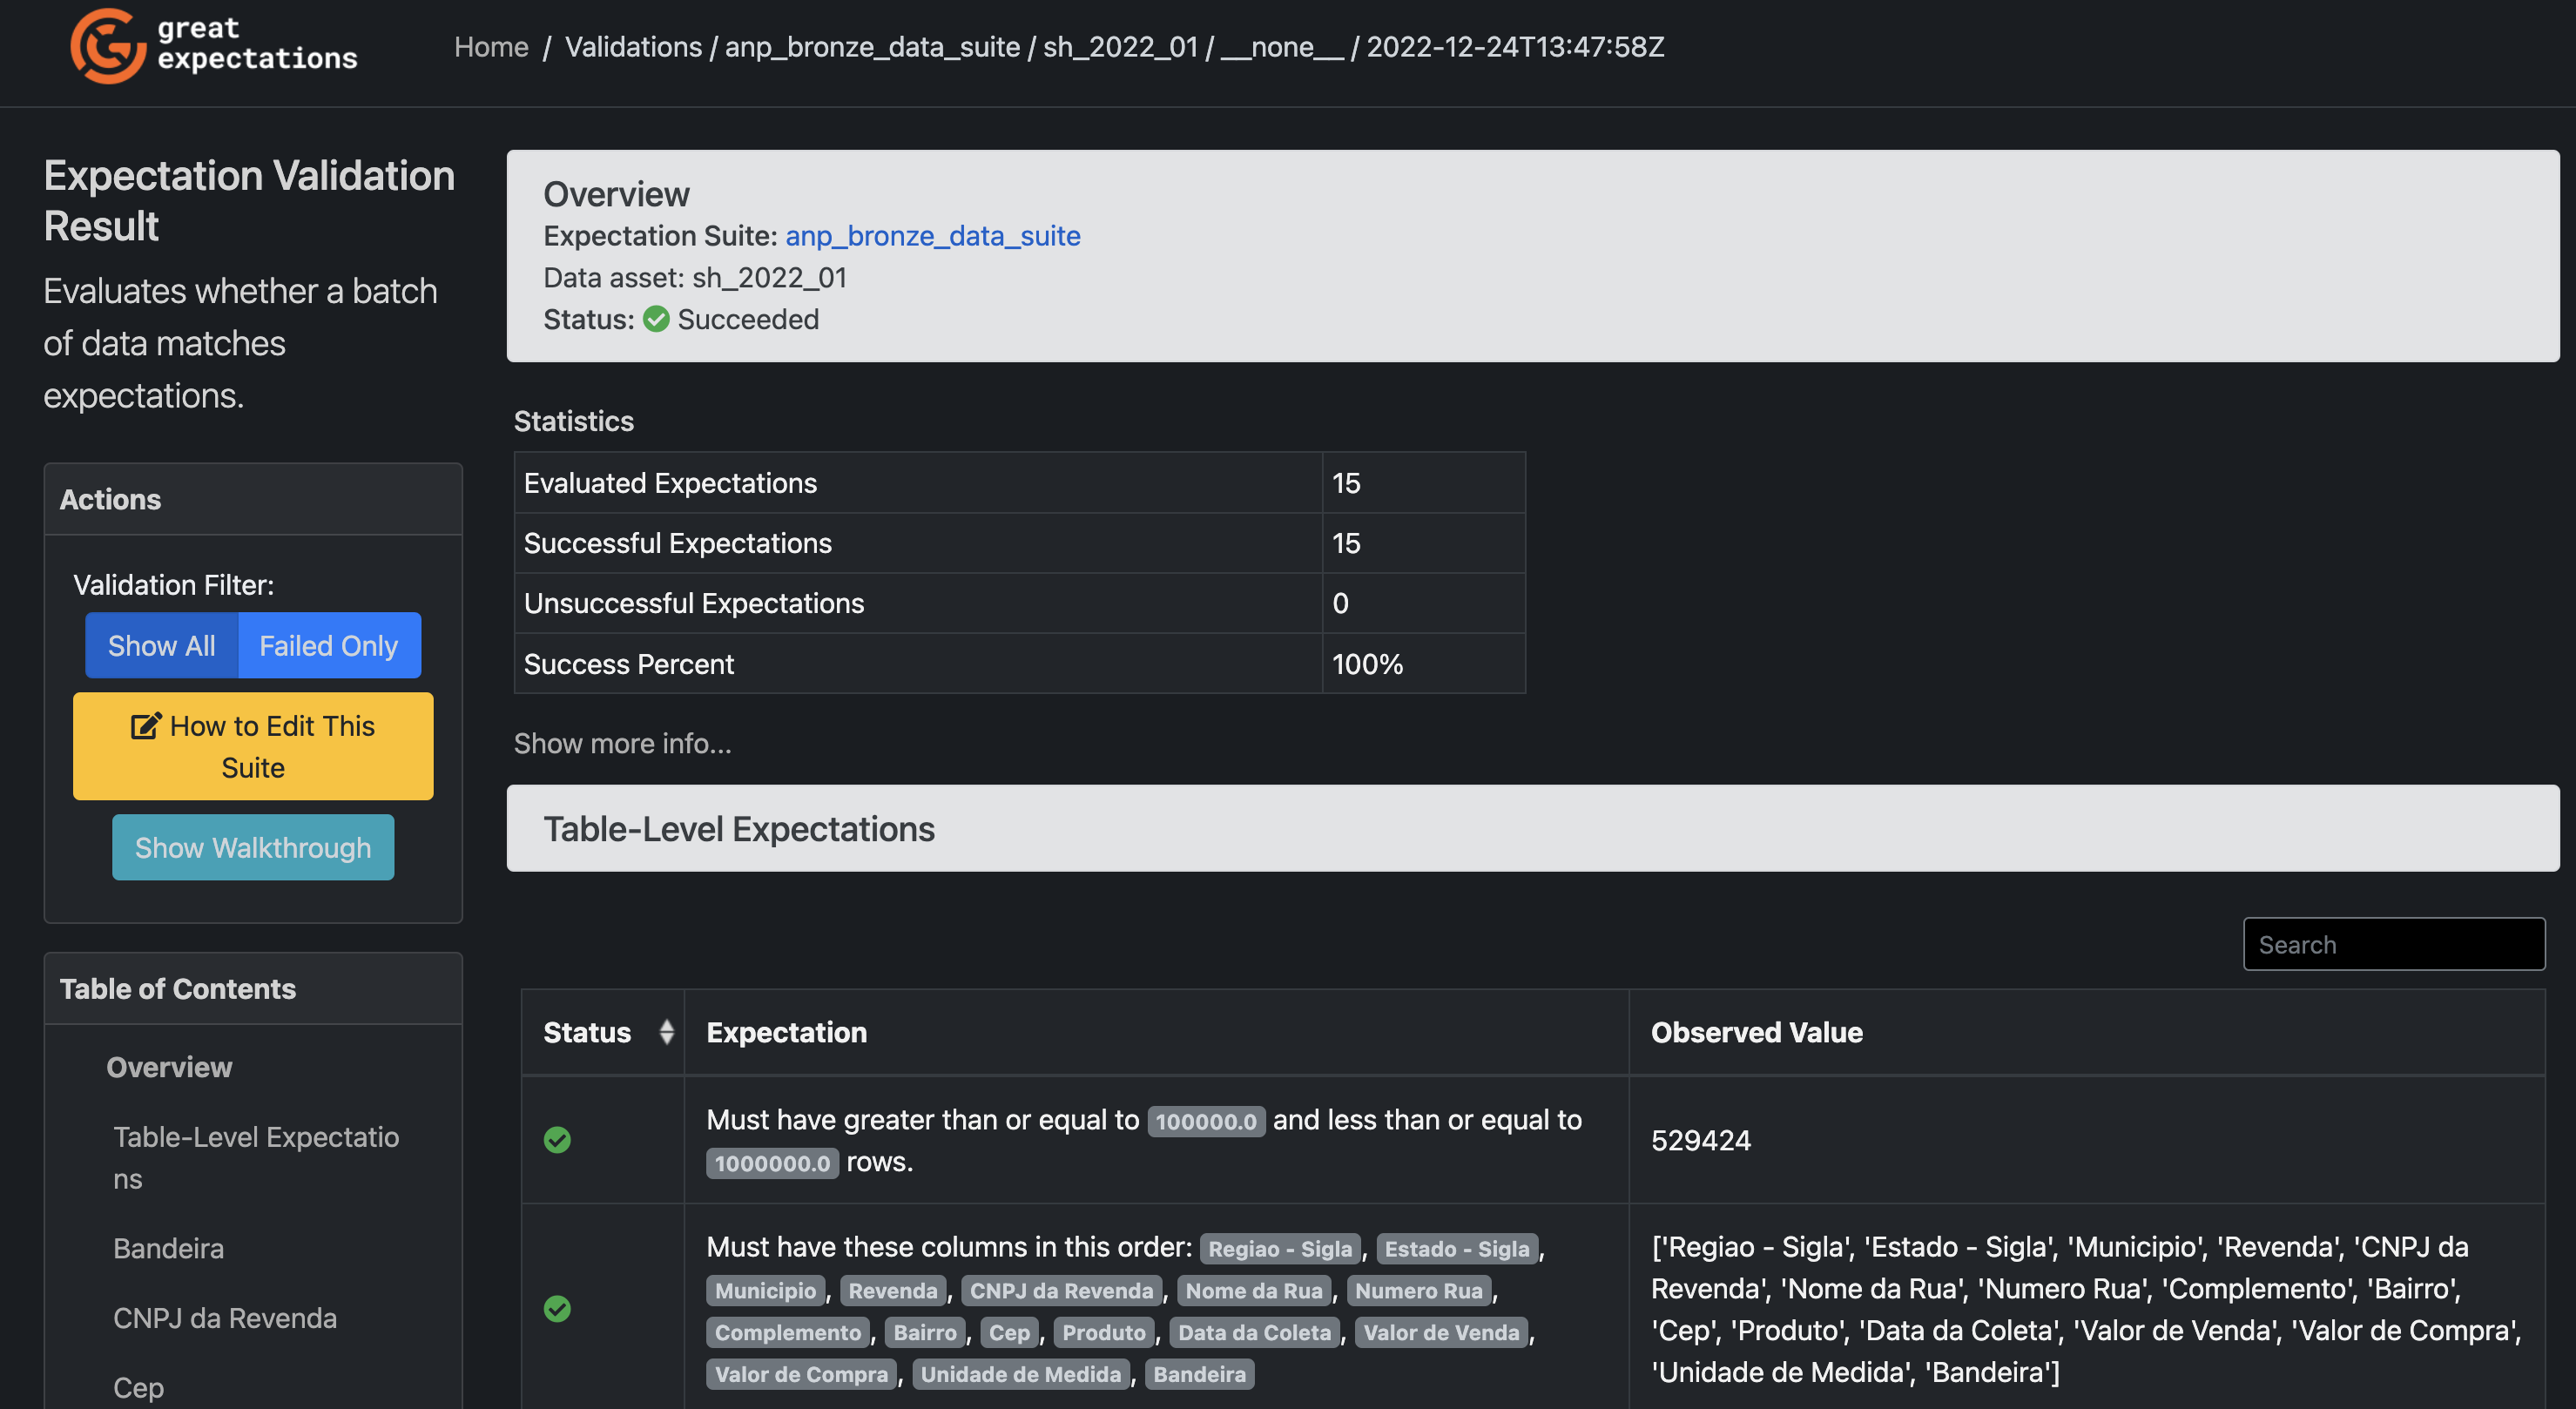 great
expectations
Home / Validations / anp_bronze_data_suite / sh_2022_01 / __none__ / 2022-12-24T13:47:58Z
Expectation Validation
Result
Evaluates whether a batch
of data matches
expectations.
Actions
Validation Filter:
Show All Failed Only
How to Edit This
Suite
Show Walkthrough
Table of Contents
Overview
Table-Level Expectatio
ns
Bandeira
CNPJ da Revenda
Cep
Overview
Expectation Suite: anp_bronze_data_suite
Data asset: sh_2022_01
Status: Succeeded
Statistics
Evaluated Expectations 15
Successful Expectations 15
Unsuccessful Expectations 0
Success Percent 100%
Show more info...
Table-Level Expectations
Search
Status Expectation Observed Value
Must have greater than or equal to 100000.0 and less than or equal to
1000000.0 rows.
529424
Must have these columns in this order: Regiao - Sigla, Estado - Sigla,
Municipio, Revenda, CNPJ da Revenda, Nome da Rua, Numero Rua,
Complemento, Bairro, Cep, Produto, Data da Coleta, Valor de Venda,
Valor de Compra, Unidade de Medida, Bandeira
['Regiao - Sigla', 'Estado - Sigla', 'Municipio', 'Revenda', 'CNPJ da
Revenda', 'Nome da Rua', 'Numero Rua', 'Complemento', 'Bairro',
'Cep', 'Produto', 'Data da Coleta', 'Valor de Venda', 'Valor de Compra',
'Unidade de Medida', 'Bandeira']